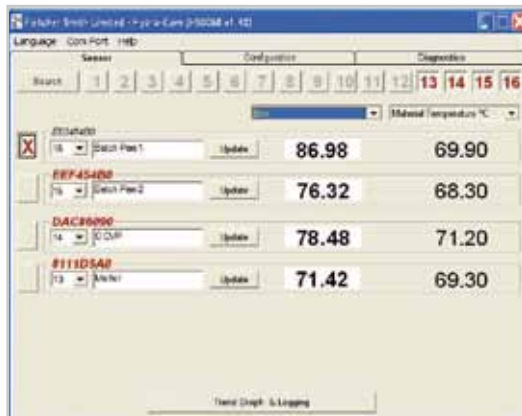 Language Com Port Help
Sensor Configuration Diagnostics
Search 1 2 3 4 5 6 7 8 9 10 11 12 13 14 15 16
Brix Material Temperature °C
X 16 Batch Pan 1 Update 86.98 69.90
EEF454B0
15 Batch Pan 2 Update 76.32 68.30
14 Update 78.48 71.20
13 Update 71.42 69.30
Trend Graph & Logging